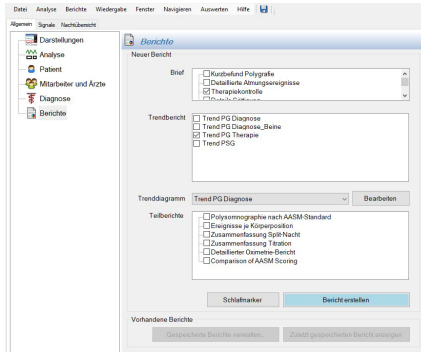 Datei Analyse Berichte Wiedergabe Fenster Navigieren Auswerten Hilfe
Allgemein Signale Nachtübersicht
Darstellungen
Analyse
Patient
Mitarbeiter und Ärzte
Diagnose
Berichte
Berichte
Neuer Bericht
Brief
Kurzbefund Polygrafie
Detaillierte Atmungsereignisse
Therapiekontrolle
Trendbericht
Trend PG Diagnose
Trend PG Diagnose_Beine
Trend PG Therapie
Trend PSG
Trenddiagramm Trend PG Diagnose Bearbeiten
Teilberichte
Polysomnographie nach AASM-Standard
Ereignisse je Körperposition
Zusammenfassung Split-Nacht
Zusammenfassung Titration
Detaillierter Oximetrie-Bericht
Comparison of AASM Scoring
Schlafmarker Bericht erstellen
Vorhandene Berichte
Gespeicherte Berichte verwalten... Zuletzt gespeicherten Bericht anzeigen